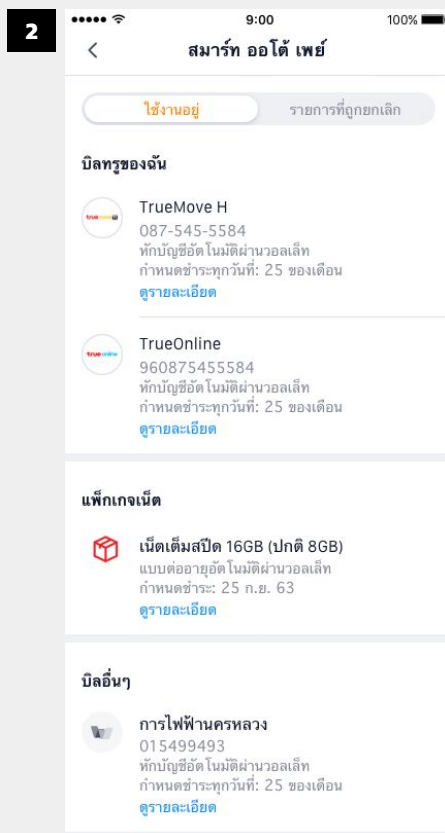 2
9:00
100%
สมาร์ท ออโต้ เพย์
ใช้งานอยู่
รายการที่ถูกยกเลิก
บิลทรูของฉัน
TrueMove H
087-545-5584
หักบัญชีอัตโนมัติผ่านวอลเล็ท
กำหนดชำระทุกวันที่: 25 ของเดือน
ดูรายละเอียด
true online
TrueOnline
960875455584
หักบัญชีอัตโนมัติผ่านวอลเล็ท
กำหนดชำระทุกวันที่: 25 ของเดือน
ดูรายละเอียด
แพ็กเกจเน็ต
เน็ตเต็มสปีด 16GB (ปกติ 8GB)
แบบต่ออายุอัตโนมัติผ่านวอลเล็ท
กำหนดชำระ: 25 ก.ย. 63
ดูรายละเอียด
บิลอื่นๆ
การไฟฟ้านครหลวง
015499493
หักบัญชีอัตโนมัติผ่านวอลเล็ท
กำหนดชำระทุกวันที่: 25 ของเดือน
ดูรายละเอียด